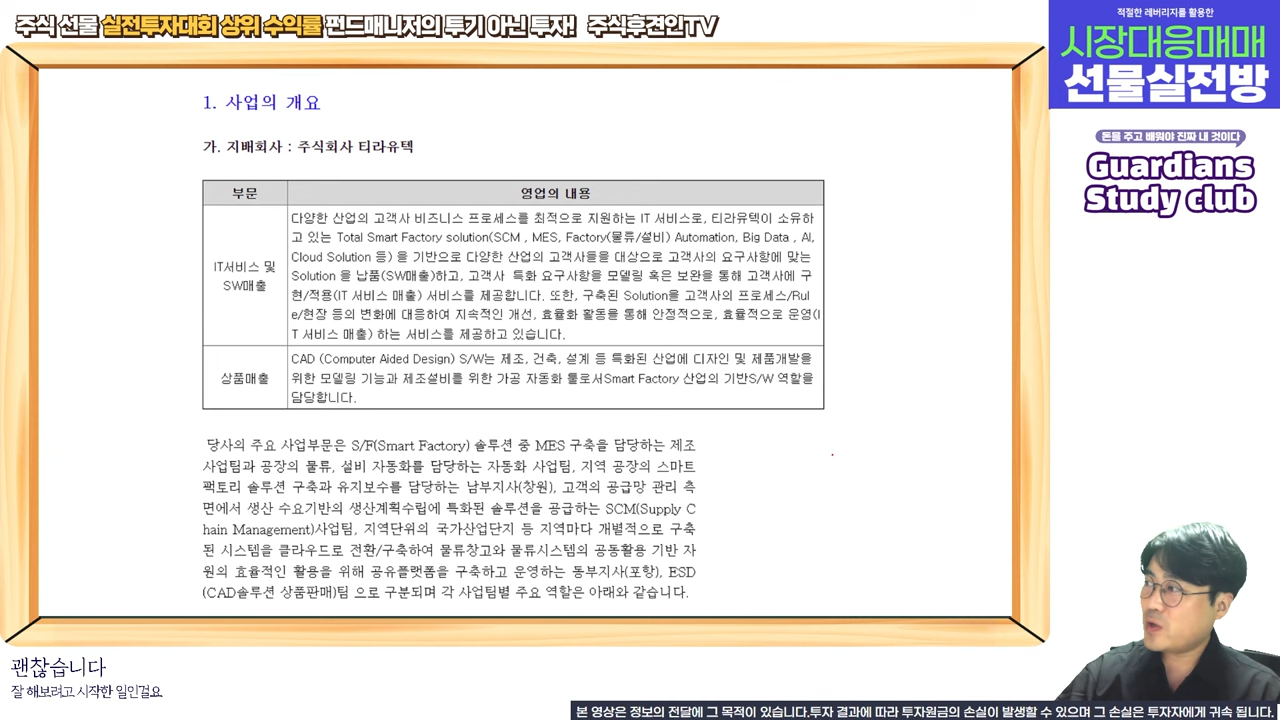 주식 선물 실전투자대회 상위 수익률 펀드매니저의 투기 아닌 투자! 주식후견인TV
적절한 레버리지를 활용한
시장대응매매
선물실전방
돈을 주고 배워야 진짜 내 것이다
Guardians
Study club
1. 사업의 개요
가. 지배회사 : 주식회사 티라유텍
부문
영업의 내용
IT서비스 및
SW매출
다양한 산업의 고객사 비즈니스 프로세스를 최적으로 지원하는 IT 서비스로, 티라유텍이 소유하
고 있는 Total Smart Factory solution(SCM , MES, Factory(물류/설비) Automation, Big Data , AI,
Cloud Solution 등) 을 기반으로 다양한 산업의 고객사들을 대상으로 고객사의 요구사항에 맞는
Solution 을 납품(SW매출)하고, 고객사 특화 요구사항을 모델링 혹은 보완을 통해 고객사에 구
현/적용(IT 서비스 매출) 서비스를 제공합니다. 또한, 구축된 Solution을 고객사의 프로세스/Rul
e/현장 등의 변화에 대응하여 지속적인 개선, 효율화 활동을 통해 안정적으로, 효율적으로 운영(I
T 서비스 매출) 하는 서비스를 제공하고 있습니다.
상품매출
CAD (Computer Aided Design) S/W는 제조, 건축, 설계 등 특화된 산업에 디자인 및 제품개발을
위한 모델링 기능과 제조설비를 위한 가공 자동화 툴로서Smart Factory 산업의 기반S/W 역할을
담당합니다.
당사의 주요 사업부문은 S/F(Smart Factory) 솔루션 중 MES 구축을 담당하는 제조
사업팀과 공장의 물류, 설비 자동화를 담당하는 자동화 사업팀, 지역 공장의 스마트
팩토리 솔루션 구축과 유지보수를 담당하는 남부지사(창원), 고객의 공급망 관리 측
면에서 생산 수요기반의 생산계획수립에 특화된 솔루션을 공급하는 SCM(Supply C
hain Management)사업팀, 지역단위의 국가산업단지 등 지역마다 개별적으로 구축
된 시스템을 클라우드로 전환/구축하여 물류창고와 물류시스템의 공동활용 기반 자
원의 효율적인 활용을 위해 공유플랫폼을 구축하고 운영하는 동부지사(포항), ESD
(CAD솔루션 상품판매)팀 으로 구분되며 각 사업팀별 주요 역할은 아래와 같습니다.
괜찮습니다
잘 해보려고 시작한 일인걸요
본 영상은 정보의 전달에 그 목적이 있습니다.투자 결과에 따라 투자원금의 손실이 발생할 수 있으며 그 손실은 투자자에게 귀속 됩니다.